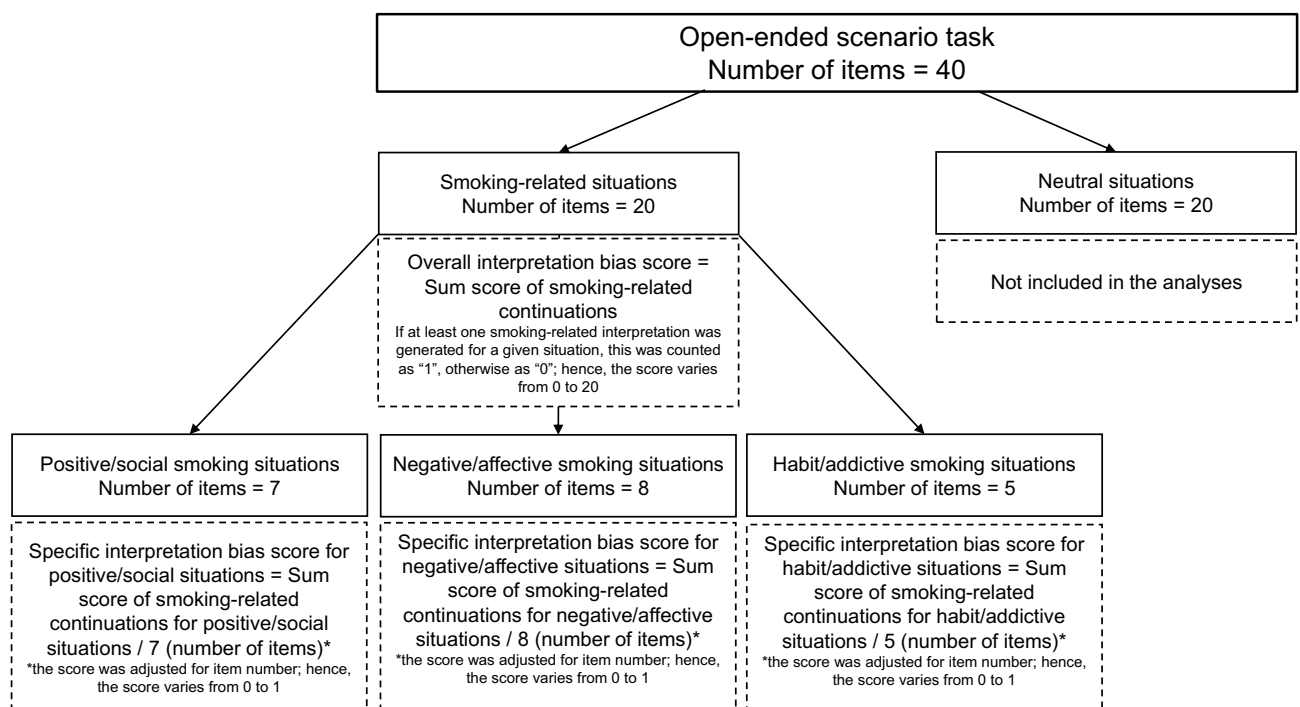 Open-ended scenario task
Number of items = 40
Smoking-related situations
Number of items = 20
Neutral situations
Number of items = 20
Overall interpretation bias score =
Sum score of smoking-related
continuations
If at least one smoking-related interpretation was
generated for a given situation, this was counted
as “1”, otherwise as “0”; hence, the score varies
from 0 to 20
Not included in the analyses
Positive/social smoking situations
Number of items = 7
Negative/affective smoking situations
Number of items = 8
Habit/addictive smoking situations
Number of items = 5
Specific interpretation bias score for
positive/social situations = Sum
score of smoking-related
continuations for positive/social
situations / 7 (number of items)*
*the score was adjusted for item number; hence,
the score varies from 0 to 1
Specific interpretation bias score for
negative/affective situations = Sum
score of smoking-related
continuations for negative/affective
situations / 8 (number of items)*
*the score was adjusted for item number; hence,
the score varies from 0 to 1
Specific interpretation bias score for
habit/addictive situations = Sum
score of smoking-related
continuations for habit/addictive
situations / 5 (number of items)*
*the score was adjusted for item number; hence,
the score varies from 0 to 1